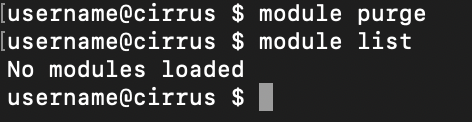 [username@cirrus $ module purge
[username@cirrus $ module list
No modules loaded
username@cirrus $